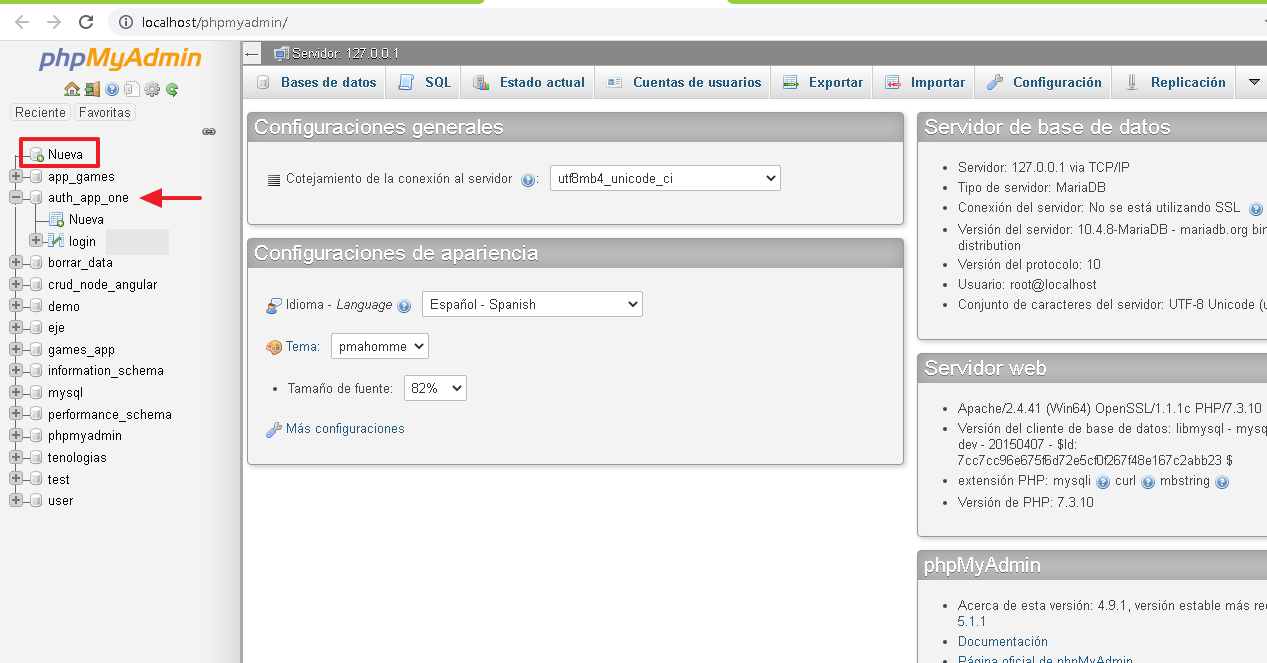 localhost/phpmyadmin/
phpMyAdmin
Reciente Favoritas
Nueva
app_games
auth_app_one
Nueva
login
borrar_data
crud_node_angular
demo
eje
games_app
information_schema
mysql
performance_schema
phpmyadmin
tenologias
test
user
Servidor: 127.0.0.1
Bases de datos SQL Estado actual Cuentas de usuarios Exportar Importar Configuración Replicación
Configuraciones generales
Cotejamiento de la conexión al servidor : utf8mb4_unicode_ci
Configuraciones de apariencia
Idioma - Language Español - Spanish
Tema: pmahomme
Tamaño de fuente: 82%
Más configuraciones
Servidor de base de datos
Servidor: 127.0.0.1 via TCP/IP
Tipo de servidor: MariaDB
Conexión del servidor: No se está utilizando SSL
Versión del servidor: 10.4.8-MariaDB - mariadb.org bin
distribution
Versión del protocolo: 10
Usuario: root@localhost
Conjunto de caracteres del servidor: UTF-8 Unicode (u
Servidor web
Apache/2.4.41 (Win64) OpenSSL/1.1.1c PHP/7.3.10
Versión del cliente de base de datos: libmysql - mysq
dev - 20150407 - $Id:
7cc7cc96e675f6d72e5cf0f267f48e167c2abb23 $
extensión PHP: mysqli curl mbstring
Versión de PHP: 7.3.10
phpMyAdmin
Acerca de esta versión: 4.9.1, versión estable más re
5.1.1
Documentación
Página oficial de phpMyAdmin